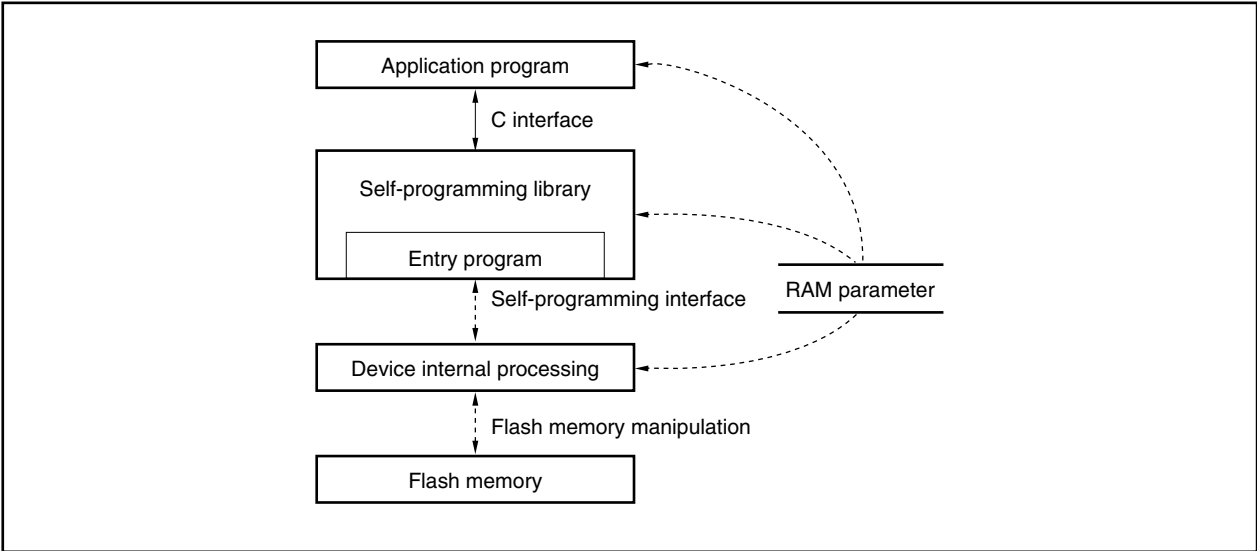 Application program
C interface
Self-programming library
Entry program
Self-programming interface
RAM parameter
Device internal processing
Flash memory manipulation
Flash memory